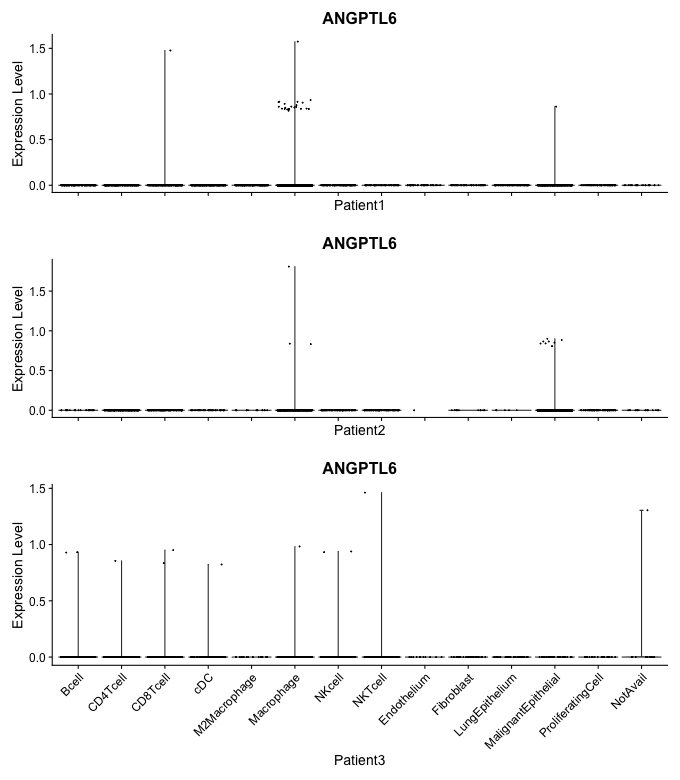 ANGPTL6
Expression Level
1.5
1.0
0.5
0.0
Patient1
ANGPTL6
Expression Level
1.5
1.0
0.5
0.0
Patient2
ANGPTL6
Expression Level
1.5
1.0
0.5
0.0
Bcell
CD4Tcell
CD8Tcell
cDC
M2Macrophage
Macrophage
NKcell
NKTcell
Endothelium
Fibroblast
LungEpithelium
MalignantEpithelial
ProliferatingCell
NotAvail
Patient3